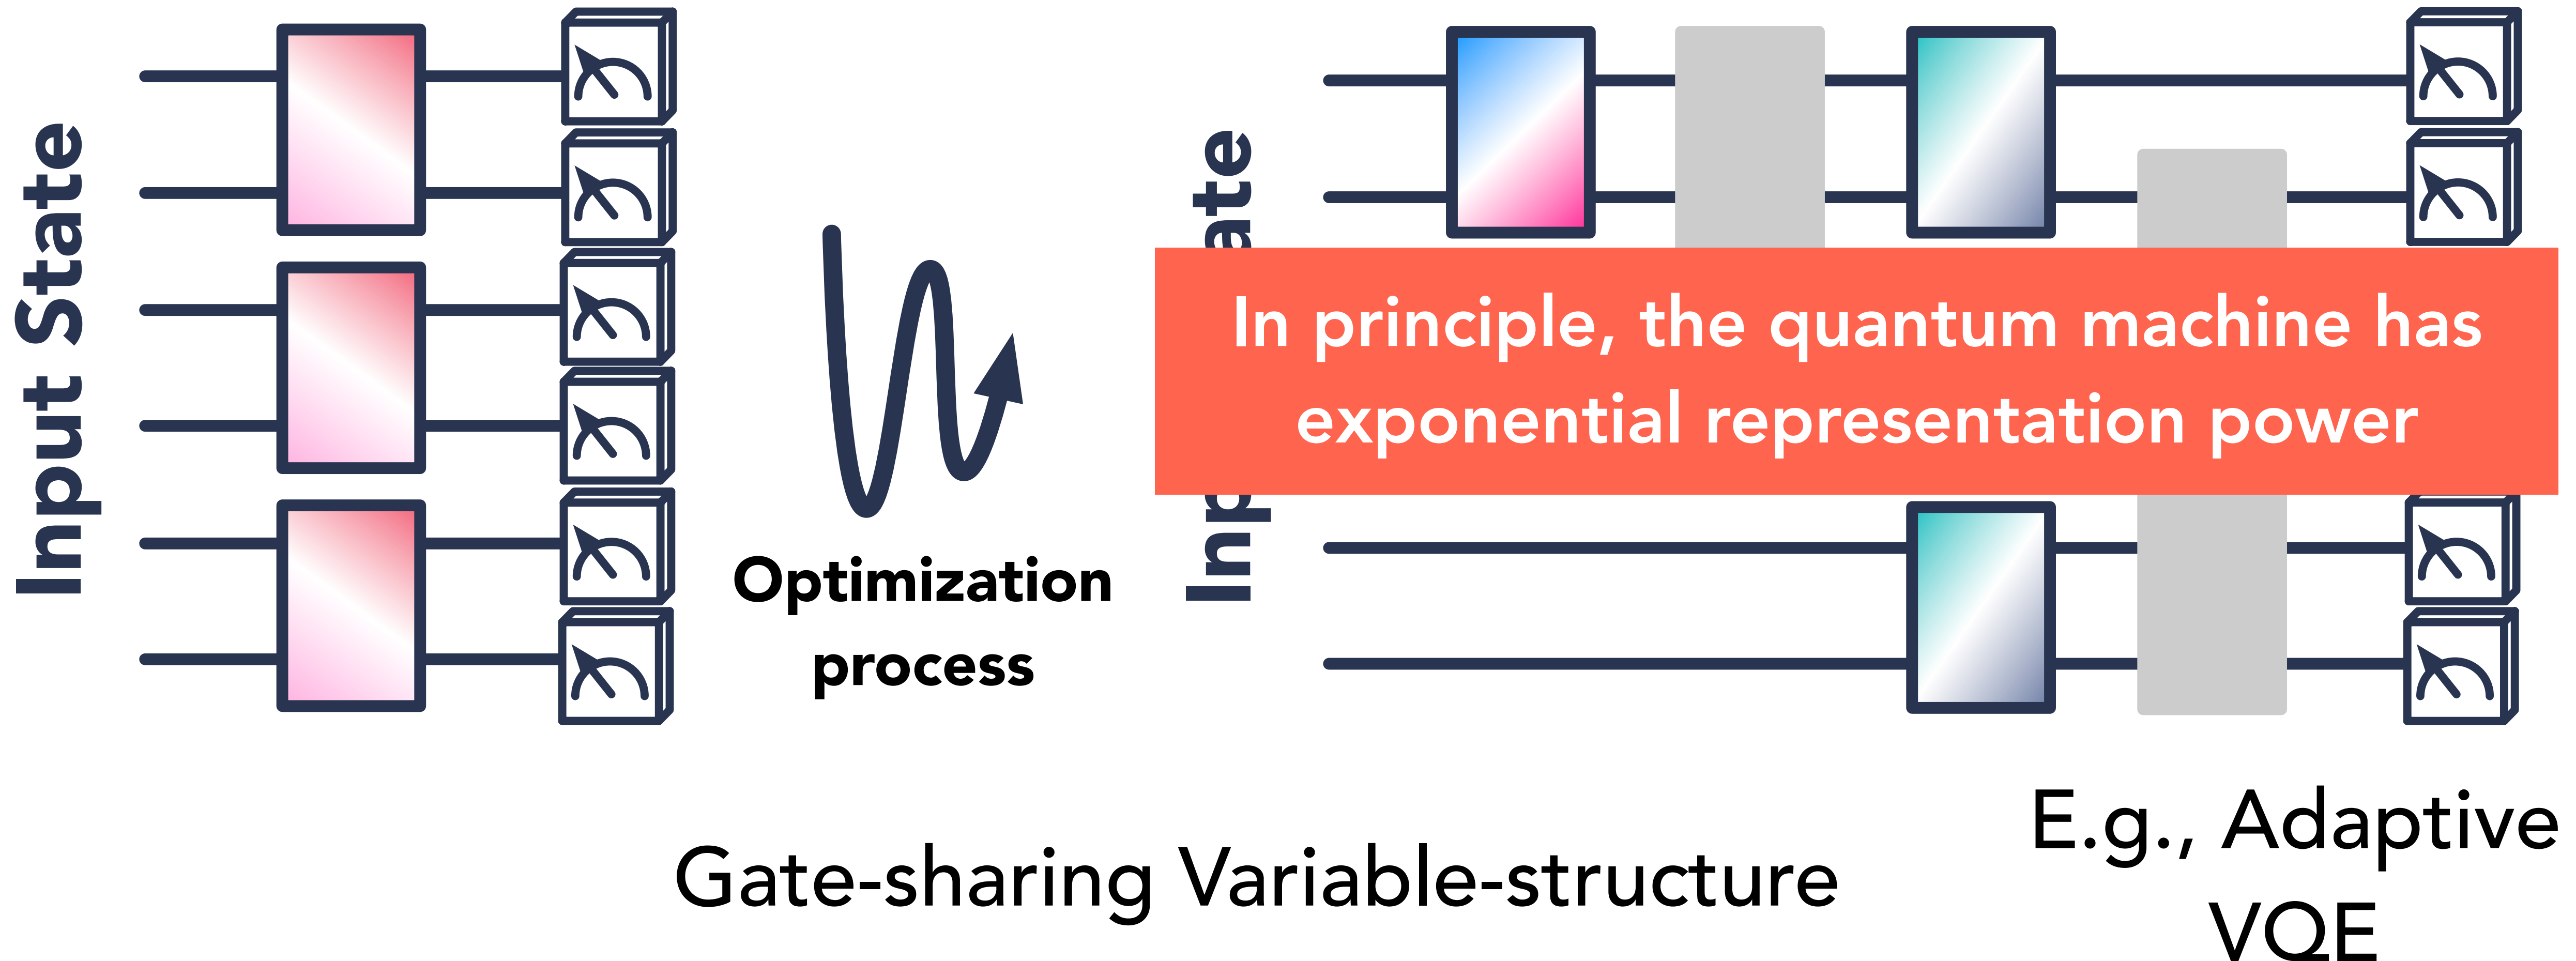 Input State
Optimization
process
In principle, the quantum machine has
exponential representation power
Gate-sharing Variable-structure
E.g., Adaptive
VQE